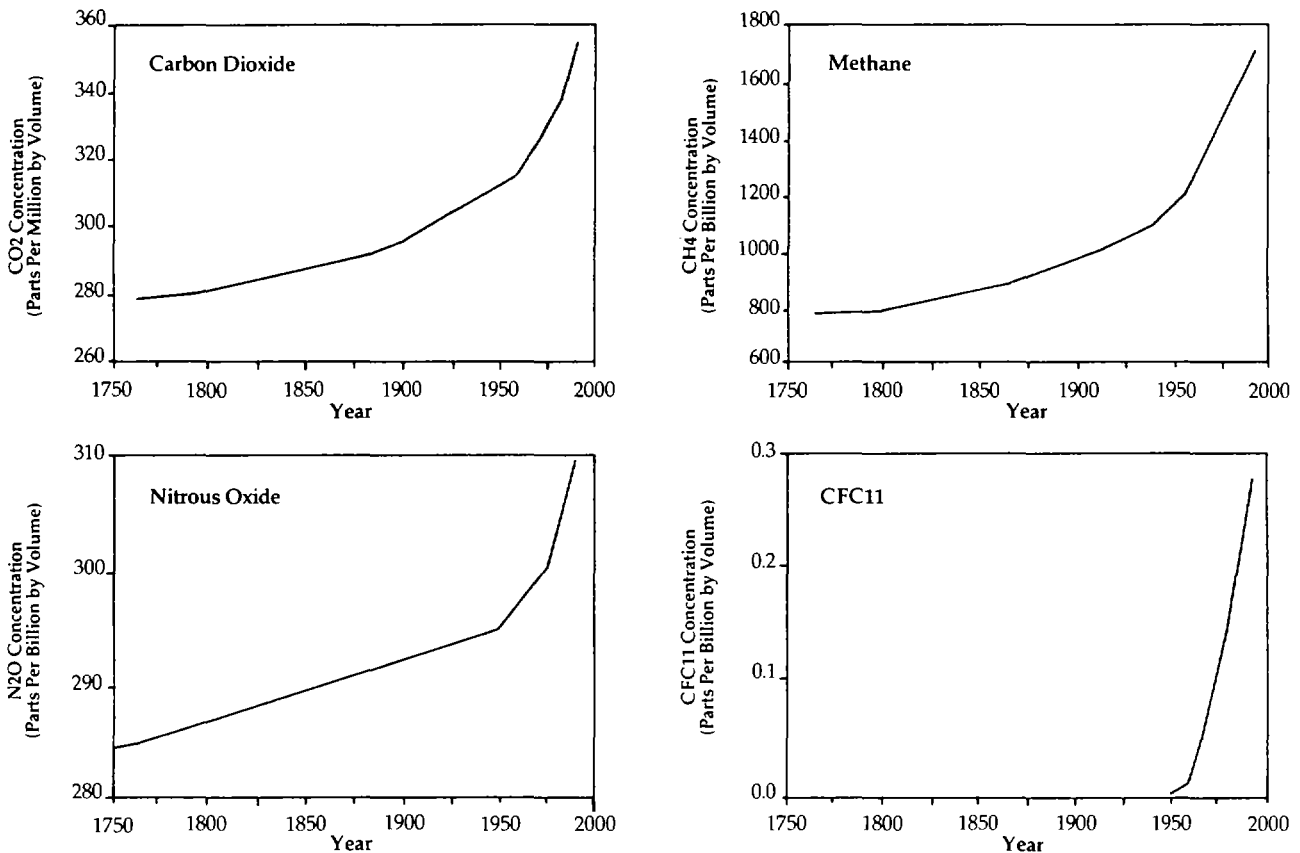 360
340
320
300
280
260
Carbon Dioxide
CO2 Concentration
(Parts Per Million by Volume)
1750
1800
1850
1900
1950
2000
Year
1800
1600
1400
1200
1000
800
600
Methane
CH4 Concentration
(Parts Per Billion by Volume)
1750
1800
1850
1900
1950
2000
Year
310
300
290
280
Nitrous Oxide
N2O Concentration
(Parts Per Billion by Volume)
1750
1800
1850
1900
1950
2000
Year
0.3
0.2
0.1
0.0
CFC11
CFC11 Concentration
(Parts Per Billion by Volume)
1750
1800
1850
1900
1950
2000
Year